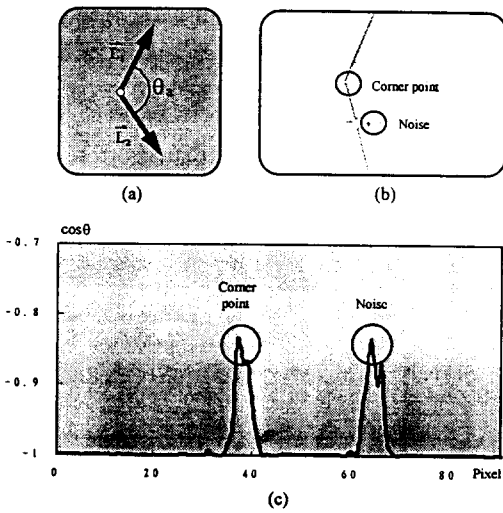 L₁
θₐ
L₂
(a)
Corner point
Noise
(b)
cosθ
-0.7
-0.8
-0.9
-1
Corner
point
Noise
0 20 40 60 80 Pixel
(c)